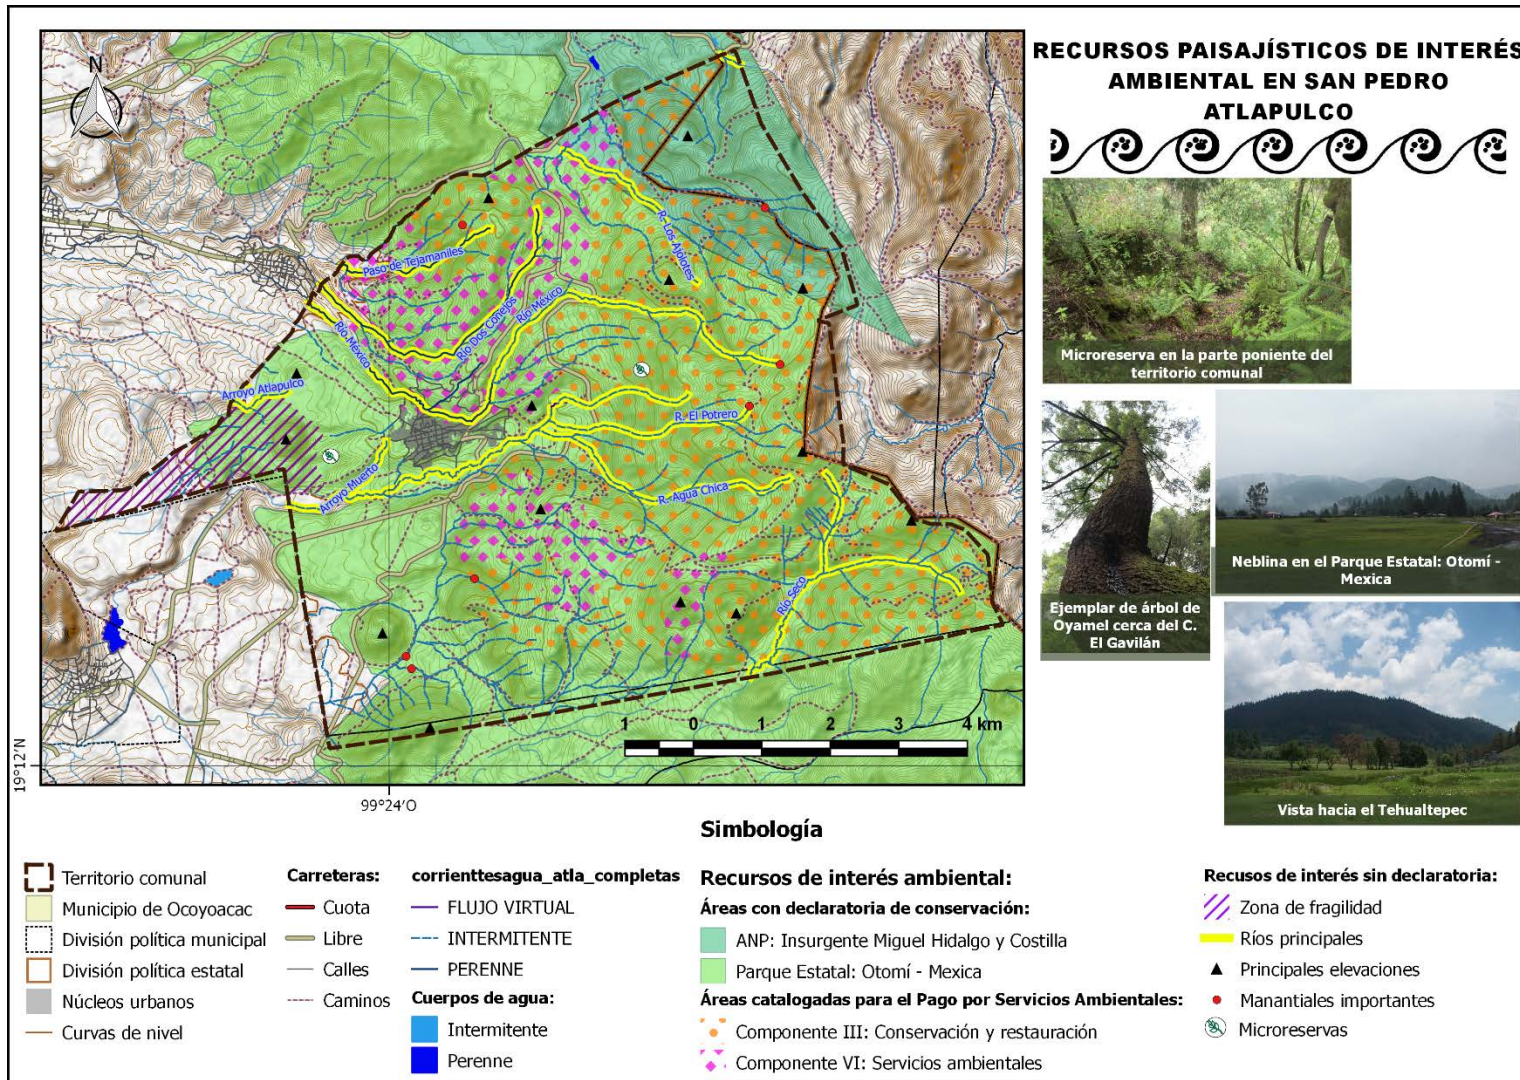 RECURSOS PAISAJÍSTICOS DE INTERÉS
AMBIENTAL EN SAN PEDRO
ATLAPULCO
N
Paso de Tejamaniles
R. Los Ajolotes
Río Dos Conejos
Río México
Río México
Arroyo Atlapulco
R. El Potrero
Arroyo Muerto
R. Agua Chica
Río Seco
1 0 1 2 3 4 km
19°12'N
99°24'O
Microreserva en la parte poniente del
territorio comunal
Ejemplar de árbol de
Oyamel cerca del C.
El Gavilán
Neblina en el Parque Estatal: Otomí -
Mexica
Vista hacia el Tehualtepec
Simbología
Territorio comunal
Municipio de Ocoyoacac
División política municipal
División política estatal
Núcleos urbanos
Curvas de nivel
Carreteras:
Cuota
Libre
Calles
Caminos
corrienttesagua_atla_completas
FLUJO VIRTUAL
INTERMITENTE
PERENNE
Cuerpos de agua:
Intermitente
Perenne
Recursos de interés ambiental:
Áreas con declaratoria de conservación:
ANP: Insurgente Miguel Hidalgo y Costilla
Parque Estatal: Otomí - Mexica
Áreas catalogadas para el Pago por Servicios Ambientales:
Componente III: Conservación y restauración
Componente VI: Servicios ambientales
Recusos de interés sin declaratoria:
Zona de fragilidad
Ríos principales
Principales elevaciones
Manantiales importantes
Microreservas